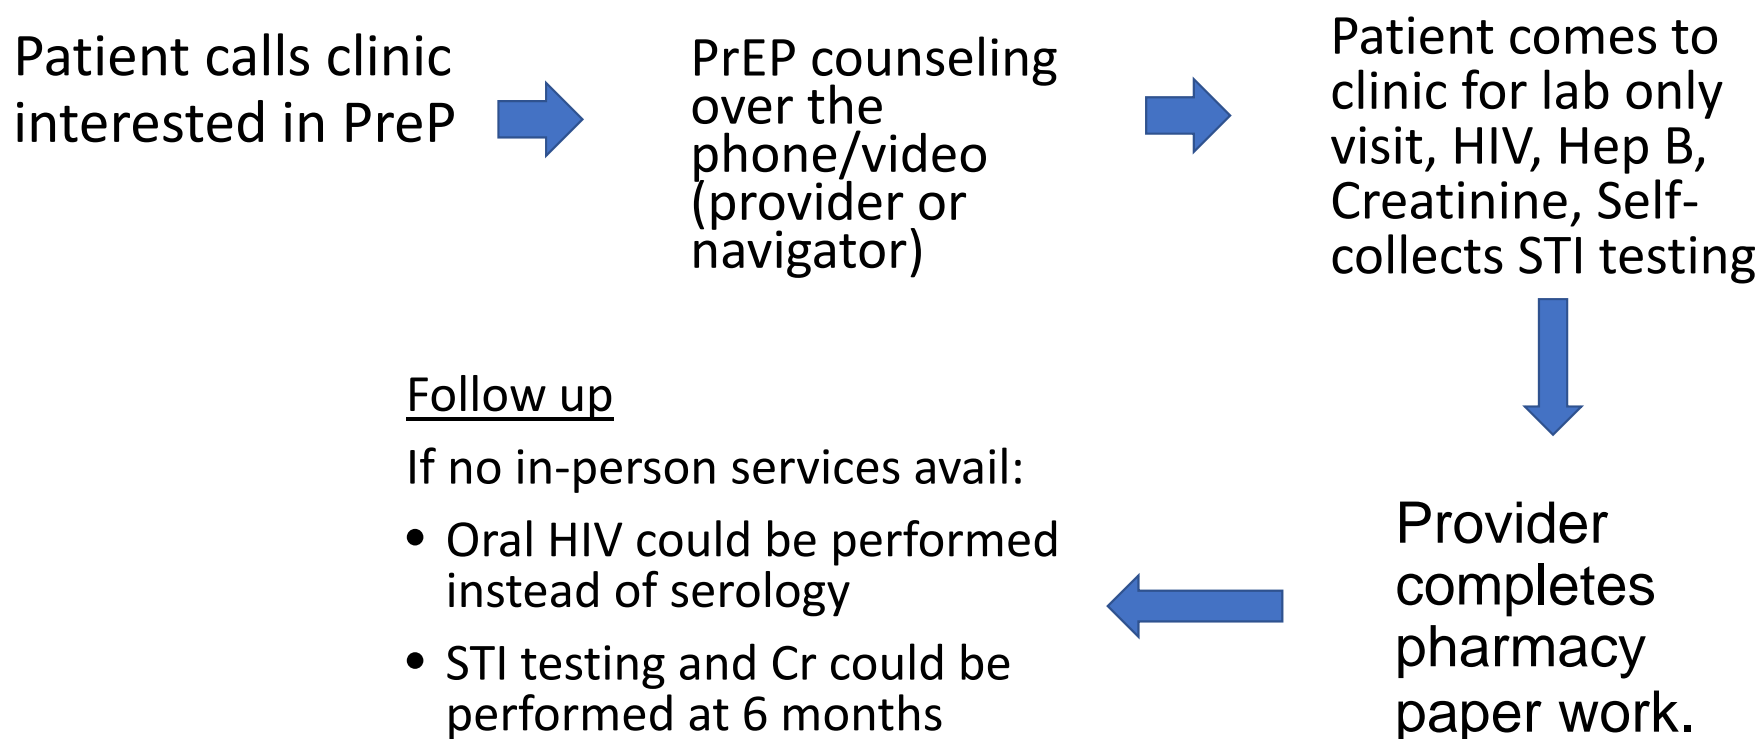 Patient calls clinic
interested in PreP
PrEP counseling
over the
phone/video
(provider or
navigator)
Patient comes to
clinic for lab only
visit, HIV, Hep B,
Creatinine, Self-
collects STI testing
Provider
completes
pharmacy
paper work.
Follow up
If no in-person services avail:
• Oral HIV could be performed
instead of serology
• STI testing and Cr could be
performed at 6 months